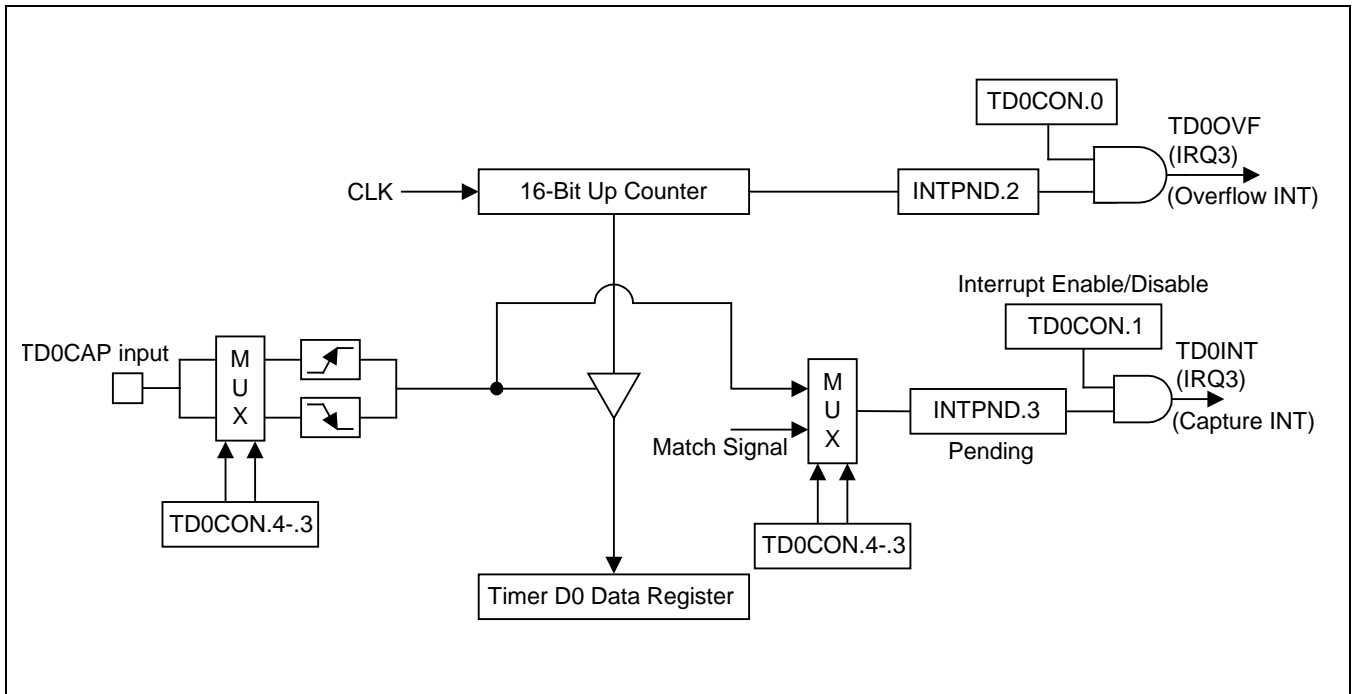 TD0CON.0
TD0OVF
(IRQ3)
CLK
16-Bit Up Counter
INTPND.2
(Overflow INT)
Interrupt Enable/Disable
TD0CON.1
TD0CAP input
M
U
X
TD0INT
(IRQ3)
M
U
X
INTPND.3
(Capture INT)
Match Signal
Pending
TD0CON.4-.3
TD0CON.4-.3
Timer D0 Data Register